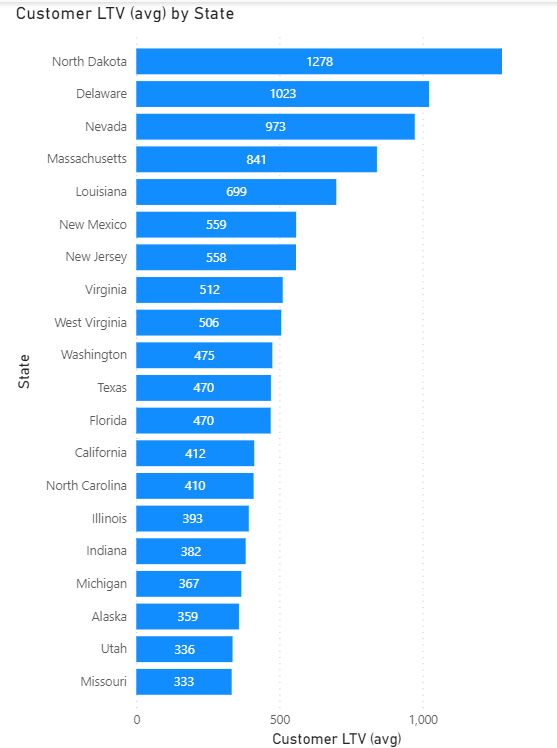 Customer LTV (avg) by State
North Dakota 1278
Delaware 1023
Nevada 973
Massachusetts 841
Louisiana 699
New Mexico 559
New Jersey 558
Virginia 512
West Virginia 506
Washington 475
Texas 470
Florida 470
California 412
North Carolina 410
Illinois 393
Indiana 382
Michigan 367
Alaska 359
Utah 336
Missouri 333
State
0 500 1,000
Customer LTV (avg)